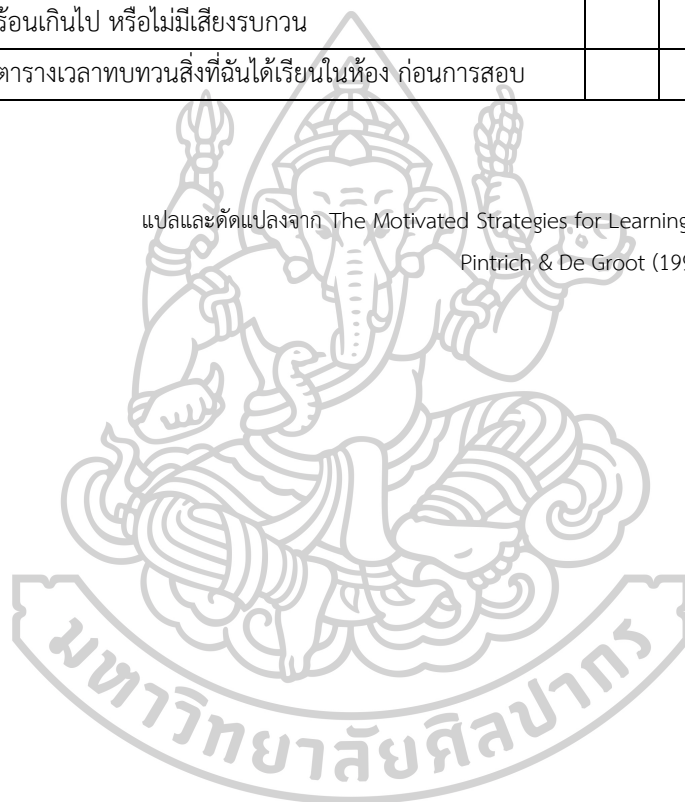 ร้อนเกินไป หรือไม่มีเสียงรบกวน
ตารางเวลาทบทวนสิ่งที่ฉันได้เรียนในห้อง ก่อนการสอบ
แปลและดัดแปลงจาก The Motivated Strategies for Learning
Pintrich & De Groot (199
มหาวิทยาลัยศิลปากร